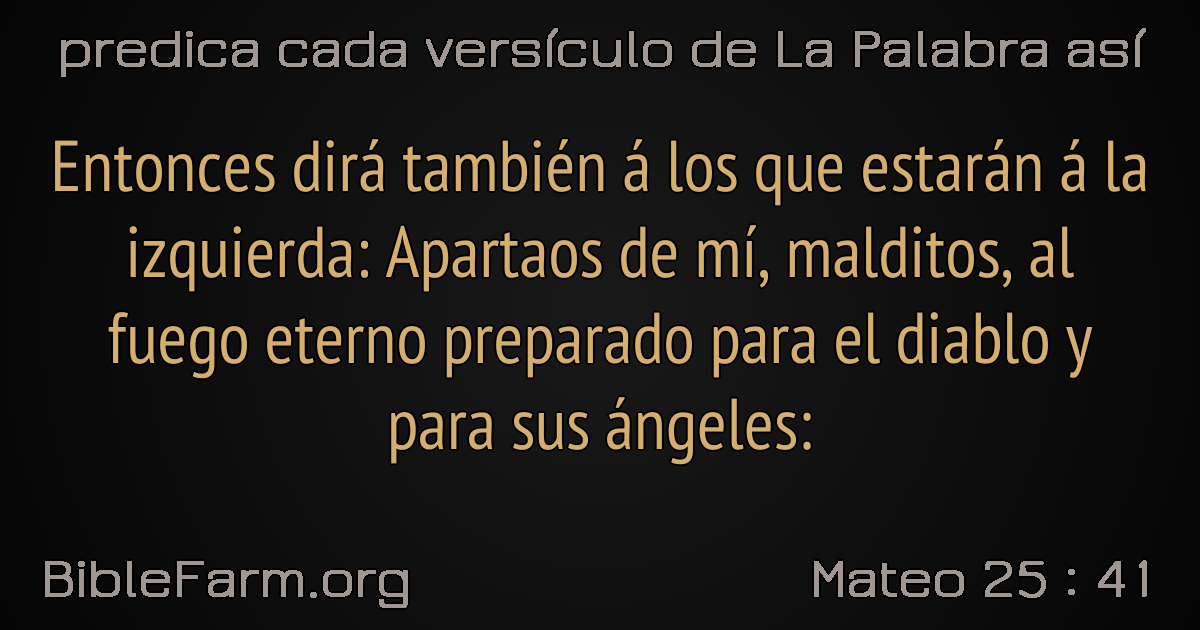 predica cada versículo de La Palabra así
Entonces dirá también á los que estarán á la
izquierda: Apartaos de mí, malditos, al
fuego eterno preparado para el diablo y
para sus ángeles:
BibleFarm.org
Mateo 25 : 41